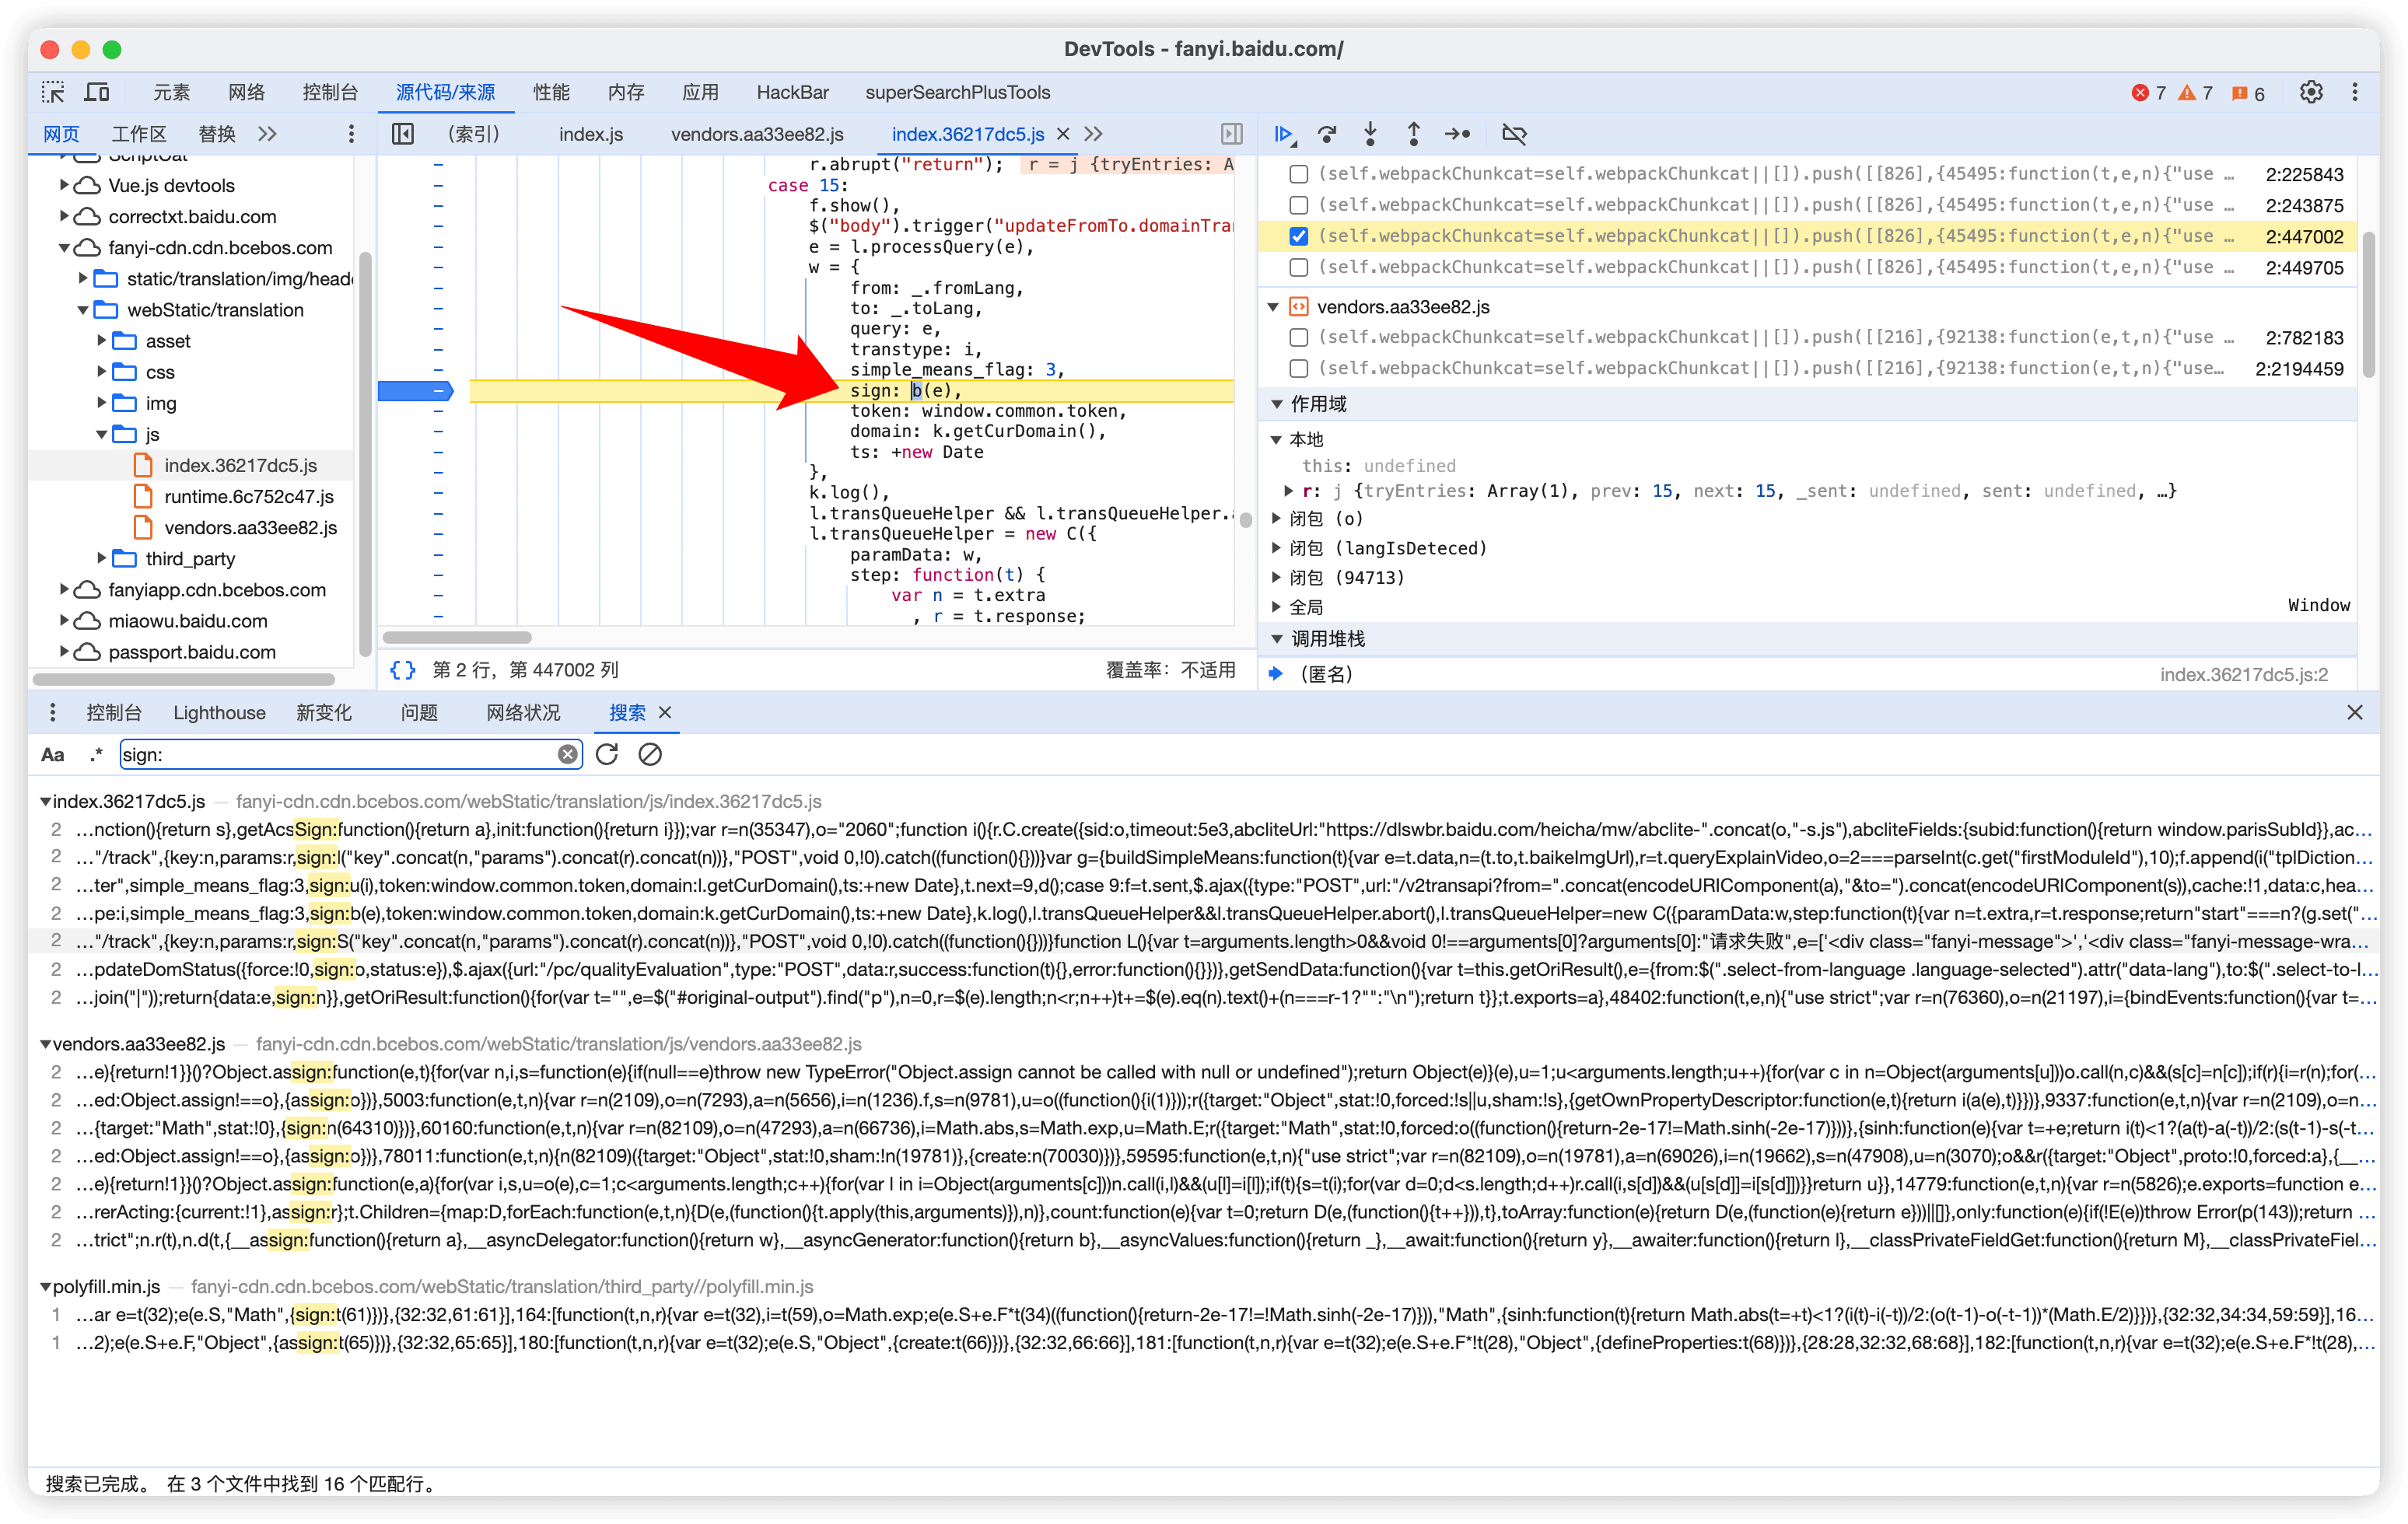 DevTools - fanyi.baidu.com/
元素 网络 控制台 源代码/来源 性能 内存 应用 HackBar superSearchPlusTools 7 7 6
网页 工作区 替换
(索引) index.js vendors.aa33ee82.js index.36217dc5.js
ScriptCat
Vue.js devtools
correctxt.baidu.com
fanyi-cdn.cdn.bcebos.com
static/translation/img/head
webStatic/translation
asset
css
img
js
index.36217dc5.js
runtime.6c752c47.js
vendors.aa33ee82.js
third_party
fanyiapp.cdn.bcebos.com
miaowu.baidu.com
passport.baidu.com
r.abrupt("return"); r = j {tryEntries: A
case 15:
f.show(),
$("body").trigger("updateFromTo.domainTra
e = l.processQuery(e),
w = {
from: _.fromLang,
to: _.toLang,
query: e,
transtype: i,
simple_means_flag: 3,
sign: b(e),
token: window.common.token,
domain: k.getCurDomain(),
ts: +new Date
},
k.log(),
l.transQueueHelper && l.transQueueHelper.a
l.transQueueHelper = new C({
paramData: w,
step: function(t) {
var n = t.extra
, r = t.response;
{} 第 2 行，第 447002 列 覆盖率：不适用
(self.webpackChunkcat=self.webpackChunkcat||[]).push([[826],{45495:function(t,e,n){"use … 2:225843
(self.webpackChunkcat=self.webpackChunkcat||[]).push([[826],{45495:function(t,e,n){"use … 2:243875
(self.webpackChunkcat=self.webpackChunkcat||[]).push([[826],{45495:function(t,e,n){"use … 2:447002
(self.webpackChunkcat=self.webpackChunkcat||[]).push([[826],{45495:function(t,e,n){"use … 2:449705
vendors.aa33ee82.js
(self.webpackChunkcat=self.webpackChunkcat||[]).push([[216],{92138:function(e,t,n){"use … 2:782183
(self.webpackChunkcat=self.webpackChunkcat||[]).push([[216],{92138:function(e,t,n){"use… 2:2194459
作用域
本地
this: undefined
r: j {tryEntries: Array(1), prev: 15, next: 15, _sent: undefined, sent: undefined, …}
闭包 (o)
闭包 (langIsDeteced)
闭包 (94713)
全局 Window
调用堆栈
(匿名) index.36217dc5.js:2
控制台 Lighthouse 新变化 问题 网络状况 搜索
Aa .* sign:
index.36217dc5.js — fanyi-cdn.cdn.bcebos.com/webStatic/translation/js/index.36217dc5.js
2 …nction(){return s},getAcsSign:function(){return a},init:function(){return i}});var r=n(35347),o="2060";function i(){r.C.create({sid:o,timeout:5e3,abcliteUrl:"https://dlswbr.baidu.com/heicha/mw/abclite-".concat(o,"-s.js"),abcliteFields:{subid:function(){return window.parisSubId}},ac…
2 …"/track",{key:n,params:r,sign:l("key".concat(n,"params").concat(r).concat(n))},"POST",void 0,!0).catch((function(){}))}var g={buildSimpleMeans:function(t){var e=t.data,n=(t.to,t.baikeImgUrl),r=t.queryExplainVideo,o=2===parseInt(c.get("firstModuleId"),10);f.append(i("tplDiction…
2 …ter",simple_means_flag:3,sign:u(i),token:window.common.token,domain:l.getCurDomain(),ts:+new Date},t.next=9,d();case 9:f=t.sent,$.ajax({type:"POST",url:"/v2transapi?from=".concat(encodeURIComponent(a),"&to=").concat(encodeURIComponent(s)),cache:!1,data:c,hea…
2 …pe:i,simple_means_flag:3,sign:b(e),token:window.common.token,domain:k.getCurDomain(),ts:+new Date},k.log(),l.transQueueHelper&&l.transQueueHelper.abort(),l.transQueueHelper=new C({paramData:w,step:function(t){var n=t.extra,r=t.response;return"start"===n?(g.set("…
2 …"/track",{key:n,params:r,sign:S("key".concat(n,"params").concat(r).concat(n))},"POST",void 0,!0).catch((function(){}))}function L(){var t=arguments.length>0&&void 0!==arguments[0]?arguments[0]:"请求失败",e=['<div class="fanyi-message">','<div class="fanyi-message-wra…
2 …pdateDomStatus({force:!0,sign:o,status:e}),$.ajax({url:"/pc/qualityEvaluation",type:"POST",data:r,success:function(t){},error:function(){}})},getSendData:function(){var t=this.getOriResult(),e={from:$(".select-from-language .language-selected").attr("data-lang"),to:$(".select-to-l…
2 …join("|"));return{data:e,sign:n}},getOriResult:function(){for(var t="",e=$("#original-output").find("p"),n=0,r=$(e).length;n<r;n++)t+=$(e).eq(n).text()+(n===r-1?"":"\n");return t}};t.exports=a},48402:function(t,e,n){"use strict";var r=n(76360),o=n(21197),i={bindEvents:function(){var t=…
vendors.aa33ee82.js — fanyi-cdn.cdn.bcebos.com/webStatic/translation/js/vendors.aa33ee82.js
2 …e){return!1}}()?Object.assign:function(e,t){for(var n,i,s=function(e){if(null==e)throw new TypeError("Object.assign cannot be called with null or undefined");return Object(e)}(e),u=1;u<arguments.length;u++){for(var c in n=Object(arguments[u]))o.call(n,c)&&(s[c]=n[c]);if(r){i=r(n);for(…
2 …ed:Object.assign!==o},{assign:o})},5003:function(e,t,n){var r=n(2109),o=n(7293),a=n(5656),i=n(1236).f,s=n(9781),u=o((function(){i(1)}));r({target:"Object",stat:!0,forced:!s||u,sham:!s},{getOwnPropertyDescriptor:function(e,t){return i(a(e),t)}})},9337:function(e,t,n){var r=n(2109),o=n…
2 …{target:"Math",stat:!0},{sign:n(64310)})},60160:function(e,t,n){var r=n(82109),o=n(47293),a=n(66736),i=Math.abs,s=Math.exp,u=Math.E;r({target:"Math",stat:!0,forced:o((function(){return-2e-17!=Math.sinh(-2e-17)}))},{sinh:function(e){var t=+e;return i(t)<1?(a(t)-a(-t))/2:(s(t-1)-s(-t…
2 …ed:Object.assign!==o},{assign:o})},78011:function(e,t,n){n(82109)({target:"Object",stat:!0,sham:!n(19781)},{create:n(70030)})},59595:function(e,t,n){"use strict";var r=n(82109),o=n(19781),a=n(69026),i=n(19662),s=n(47908),u=n(3070);o&&r({target:"Object",proto:!0,forced:a},{__…
2 …e){return!1}}()?Object.assign:function(e,a){for(var i,s,u=o(e),c=1;c<arguments.length;c++){for(var l in i=Object(arguments[c]))n.call(i,l)&&(u[l]=i[l]);if(t){s=t(i);for(var d=0;d<s.length;d++)r.call(i,s[d])&&(u[s[d]]=i[s[d]])}}return u}},14779:function(e,t,n){var r=n(5826);e.exports=function e…
2 …rerActing:{current:!1},assign:r};t.Children={map:D,forEach:function(e,t,n){D(e,(function(){t.apply(this,arguments)}),n)},count:function(e){var t=0;return D(e,(function(){t++})),t},toArray:function(e){return D(e,(function(e){return e}))||[]},only:function(e){if(!E(e))throw Error(p(143));return …
2 …trict";n.r(t),n.d(t,{__assign:function(){return a},__asyncDelegator:function(){return w},__asyncGenerator:function(){return b},__asyncValues:function(){return _},__await:function(){return y},__awaiter:function(){return l},__classPrivateFieldGet:function(){return M},__classPrivateFiel…
polyfill.min.js — fanyi-cdn.cdn.bcebos.com/webStatic/translation/third_party//polyfill.min.js
1 …ar e=t(32);e(e.S,"Math",{sign:t(61)})},{32:32,61:61}],164:[function(t,n,r){var e=t(32),i=t(59),o=Math.exp;e(e.S+e.F*t(34)((function(){return-2e-17!=!Math.sinh(-2e-17)})),"Math",{sinh:function(t){return Math.abs(t=+t)<1?(i(t)-i(-t))/2:(o(t-1)-o(-t-1))*(Math.E/2)}})},{32:32,34:34,59:59}],16…
1 …2);e(e.S+e.F,"Object",{assign:t(65)})},{32:32,65:65}],180:[function(t,n,r){var e=t(32);e(e.S,"Object",{create:t(66)})},{32:32,66:66}],181:[function(t,n,r){var e=t(32);e(e.S+e.F*!t(28),"Object",{defineProperties:t(68)})},{28:28,32:32,68:68}],182:[function(t,n,r){var e=t(32);e(e.S+e.F*!t(28),…
搜索已完成。 在 3 个文件中找到 16 个匹配行。